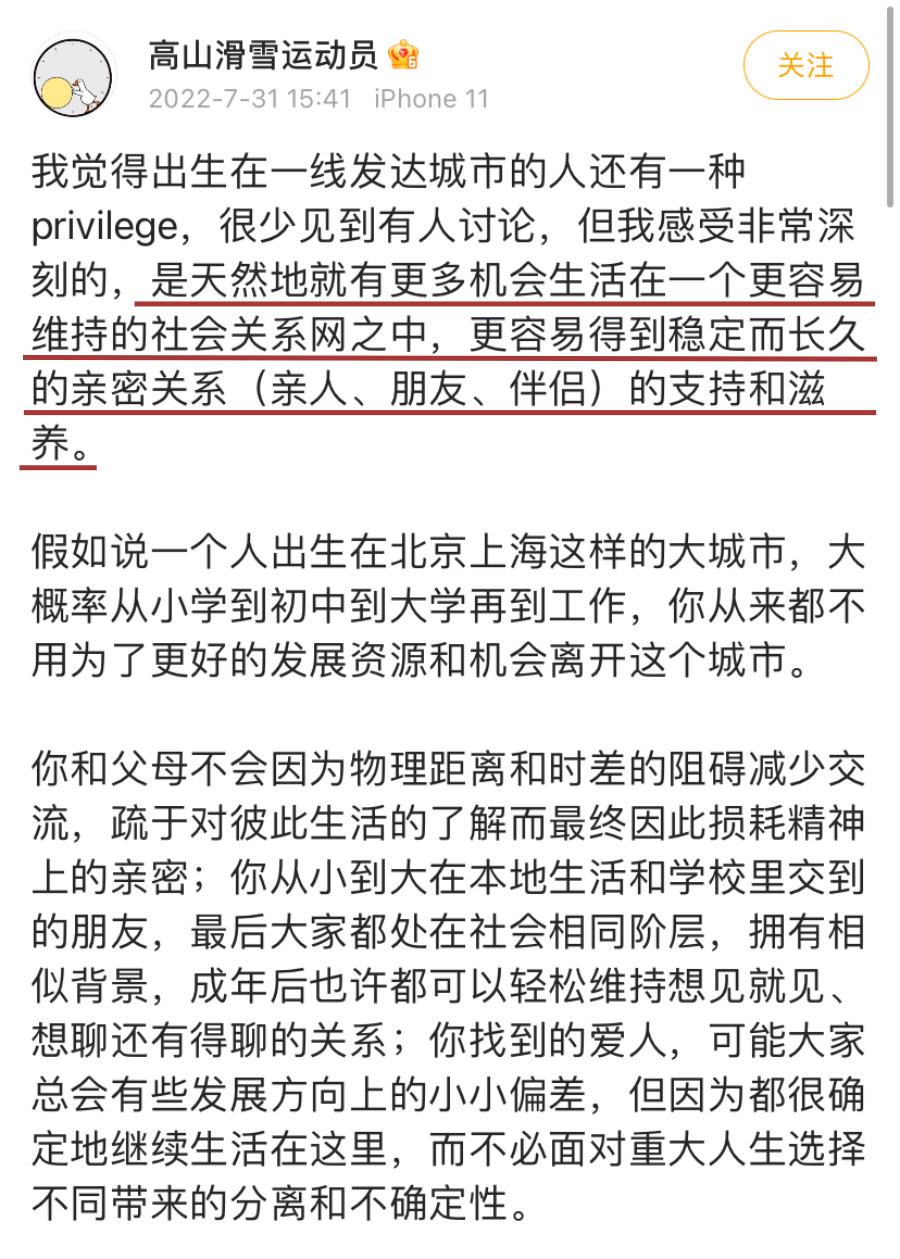 高山滑雪运动员
关注
2022-7-31 15:41 iPhone 11
我觉得出生在一线发达城市的人还有一种
privilege，很少见到有人讨论，但我感受非常深
刻的，是天然地就有更多机会生活在一个更容易
维持的社会关系网之中，更容易得到稳定而长久
的亲密关系（亲人、朋友、伴侣）的支持和滋
养。
假如说一个人出生在北京上海这样的大城市，大
概率从小学到初中到大学再到工作，你从来都不
用为了更好的发展资源和机会离开这个城市。
你和父母不会因为物理距离和时差的阻碍减少交
流，疏于对彼此生活的了解而最终因此损耗精神
上的亲密；你从小到大在本地生活和学校里交到
的朋友，最后大家都处在社会相同阶层，拥有相
似背景，成年后也许都可以轻松维持想见就见、
想聊还有得聊的关系；你找到的爱人，可能大家
总会有些发展方向上的小小偏差，但因为都很确
定地继续生活在这里，而不必面对重大人生选择
不同带来的分离和不确定性。